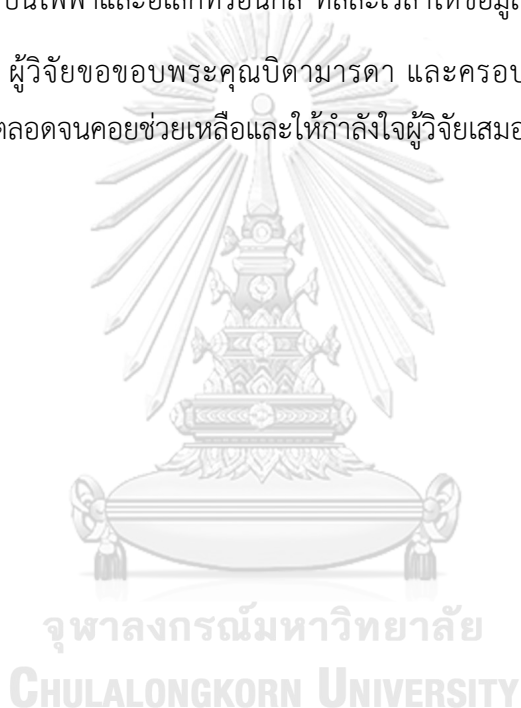 ผู้วิจัยขอขอบพระคุณบิดามารดา และครอบ
ตลอดจนคอยช่วยเหลือและให้กำลังใจผู้วิจัยเสมอ
จุฬาลงกรณ์มหาวิทยาลัย
CHULALONGKORN UNIVERSITY